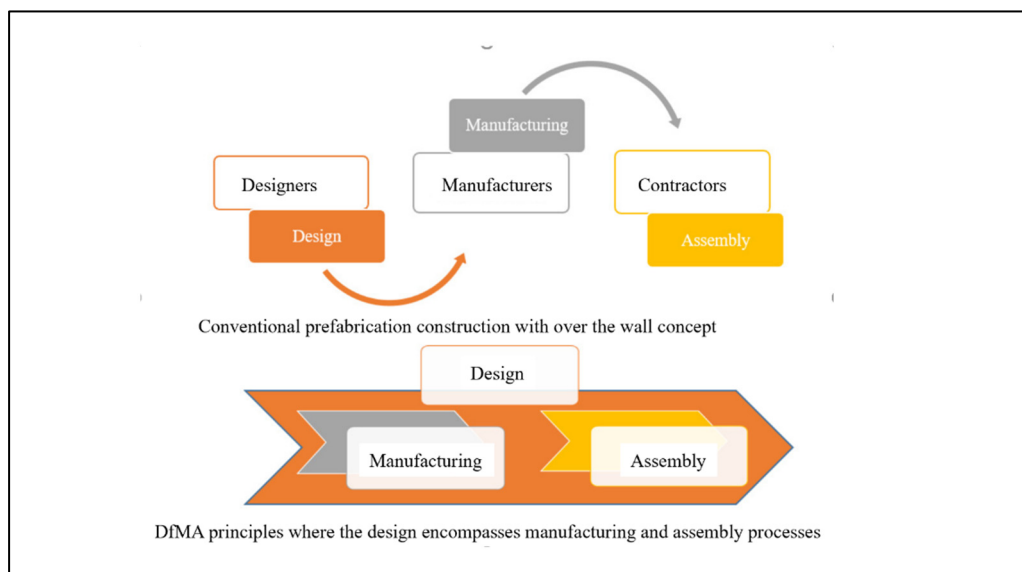 Manufacturing
Designers
Manufacturers
Contractors
Design
Assembly
Conventional prefabrication construction with over the wall concept
Design
Manufacturing
Assembly
DfMA principles where the design encompasses manufacturing and assembly processes